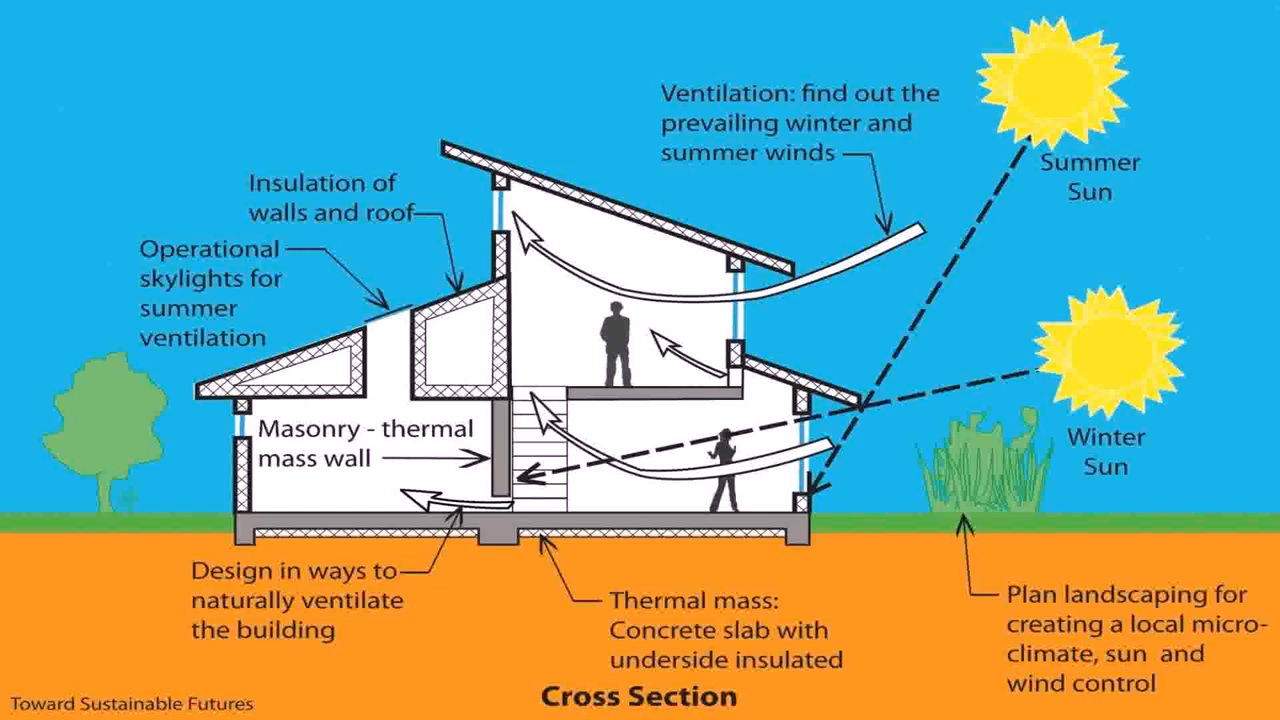 Ventilation: find out the
prevailing winter and
summer winds
Summer
Sun
Insulation of
walls and roof
Operational
skylights for
summer
ventilation
Masonry - thermal
mass wall
Winter
Sun
Design in ways to
naturally ventilate
the building
Thermal mass:
Concrete slab with
underside insulated
Plan landscaping for
creating a local micro-
climate, sun and
wind control
Cross Section
Toward Sustainable Futures